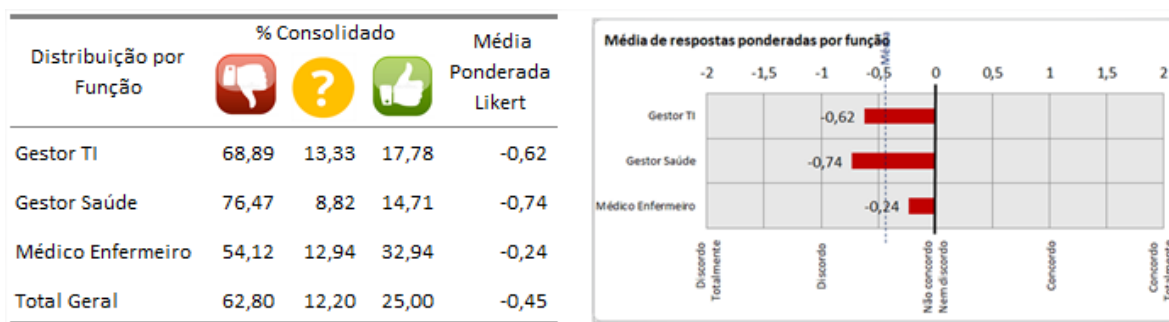 Distribuição por
Função
% Consolidado
?
Média
Ponderada
Likert
Gestor TI 68,89 13,33 17,78 -0,62
Gestor Saúde 76,47 8,82 14,71 -0,74
Médico Enfermeiro 54,12 12,94 32,94 -0,24
Total Geral 62,80 12,20 25,00 -0,45
Média de respostas ponderadas por função
Média
-2 -1,5 -1 -0,5 0 0,5 1 1,5 2
Gestor TI -0,62
Gestor Saúde -0,74
Médico Enfermeiro -0,24
Discordo
Totalmente
Discordo
Não concordo
Nem discordo
Concordo
Concordo
Totalmente